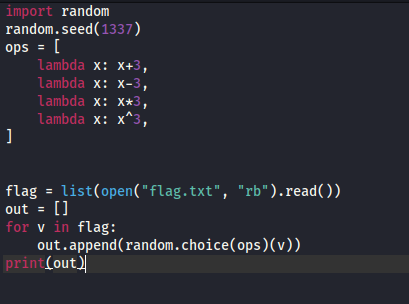 import random
random.seed(1337)
ops = [
    lambda x: x+3,
    lambda x: x-3,
    lambda x: x*3,
    lambda x: x^3,
]
flag = list(open("flag.txt", "rb").read())
out = []
for v in flag:
    out.append(random.choice(ops)(v))
print(out)